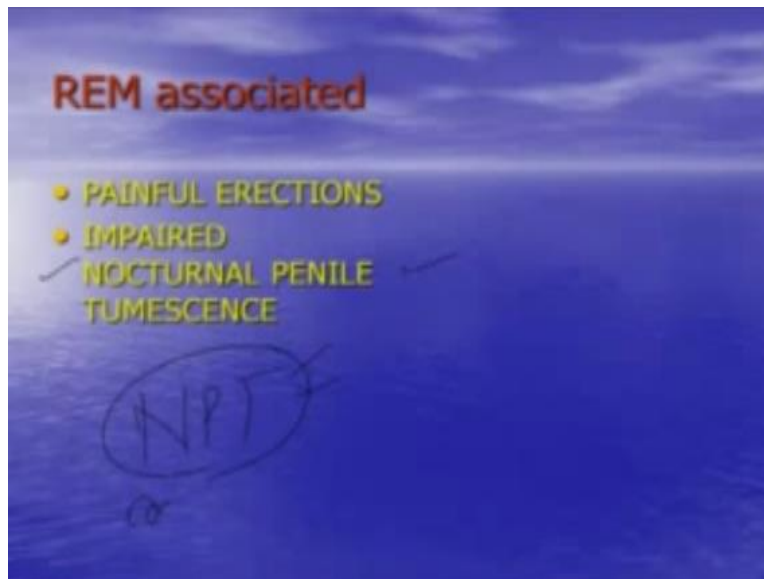 REM associated
• PAINFUL ERECTIONS
• IMPAIRED
NOCTURNAL PENILE
TUMESCENCE
NPT